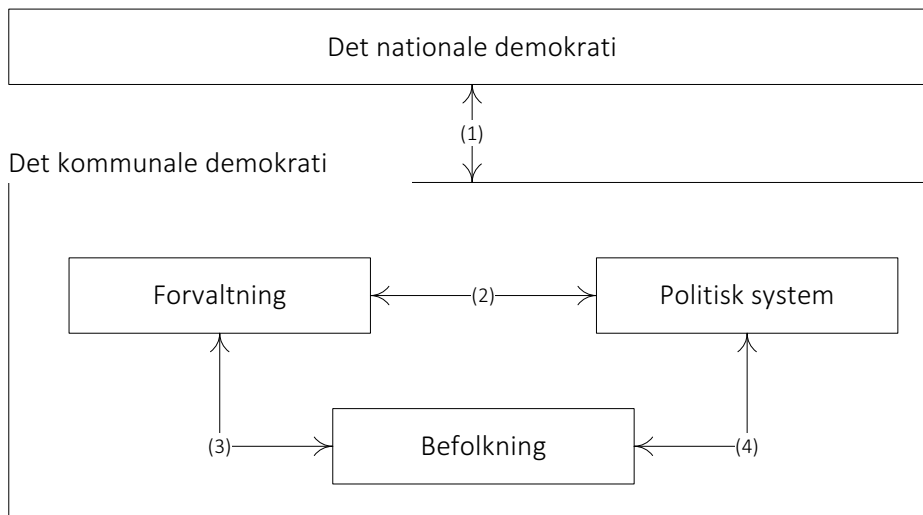 Det nationale demokrati
(1)
Det kommunale demokrati
Forvaltning
(2)
Politisk system
(3)
Befolkning
(4)